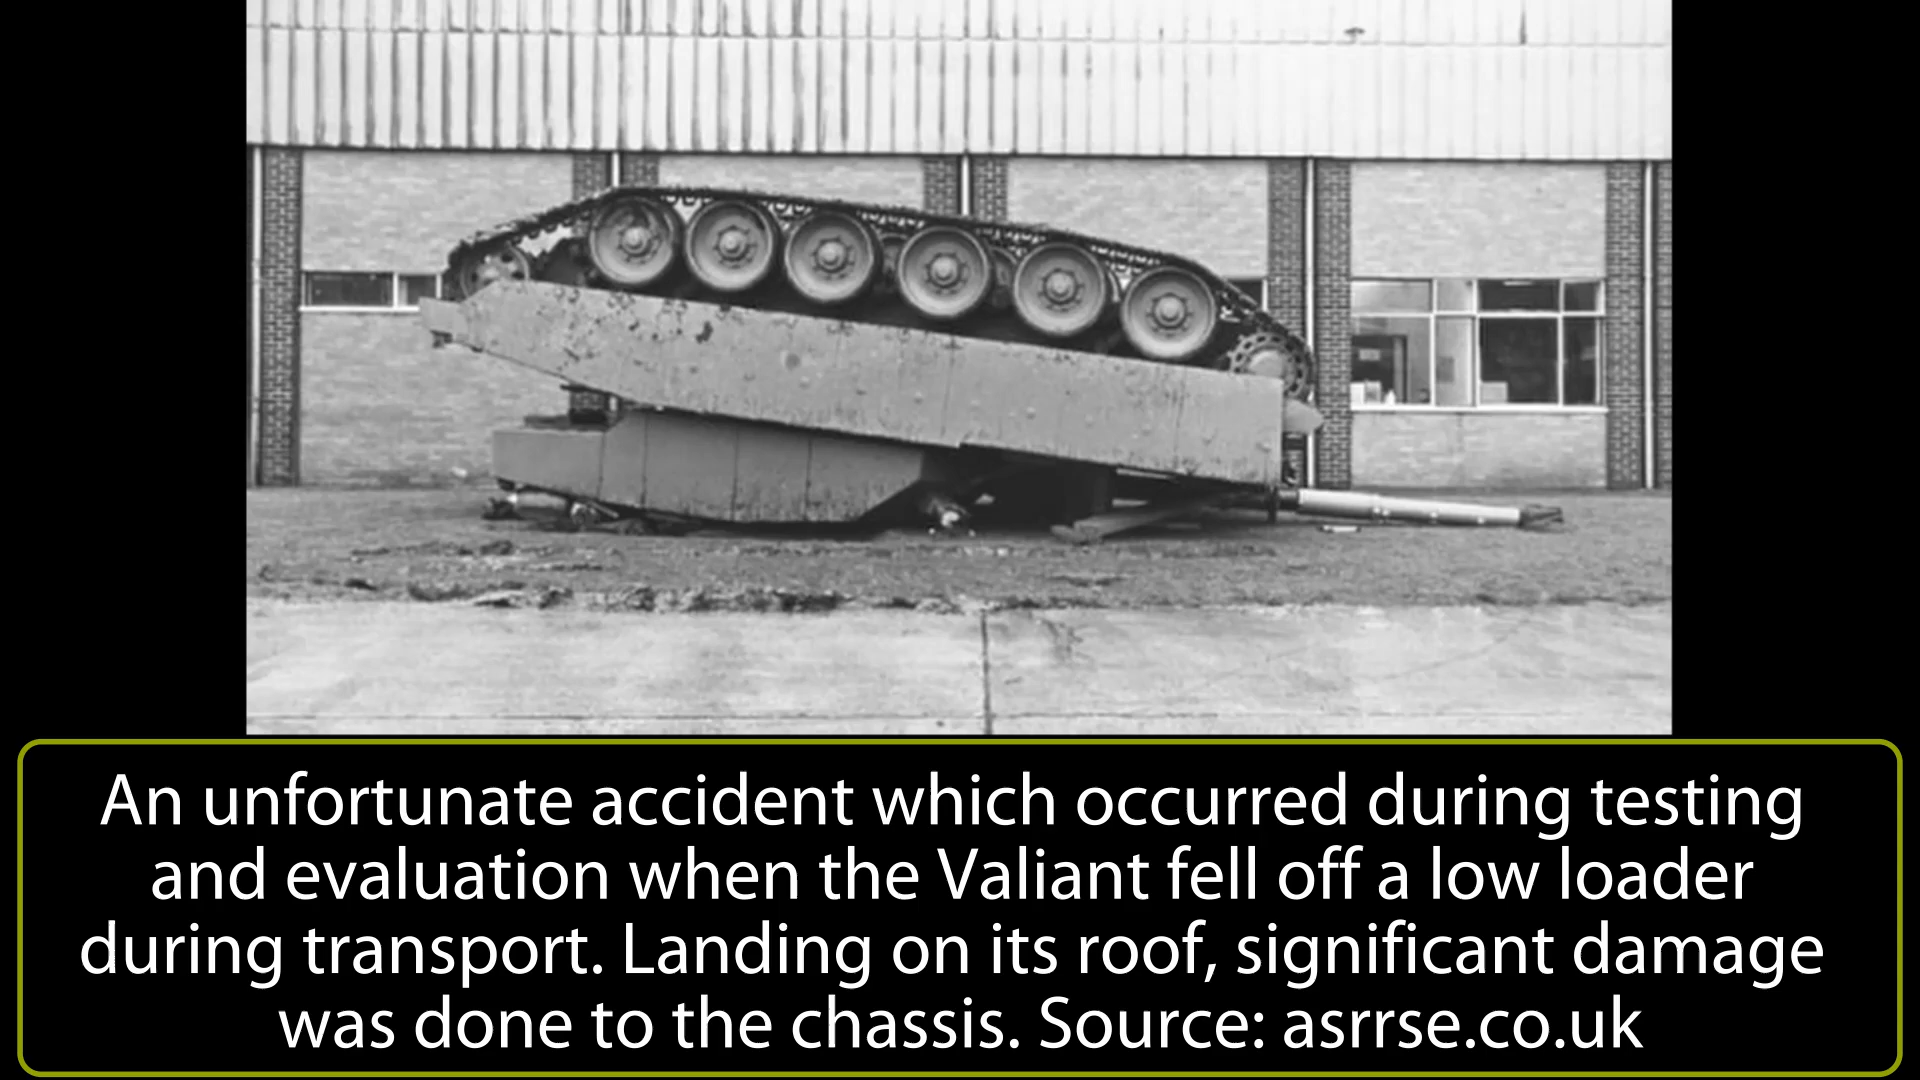 An unfortunate accident which occurred during testing
and evaluation when the Valiant fell off a low loader
during transport. Landing on its roof, significant damage
was done to the chassis. Source: asrrse.co.uk